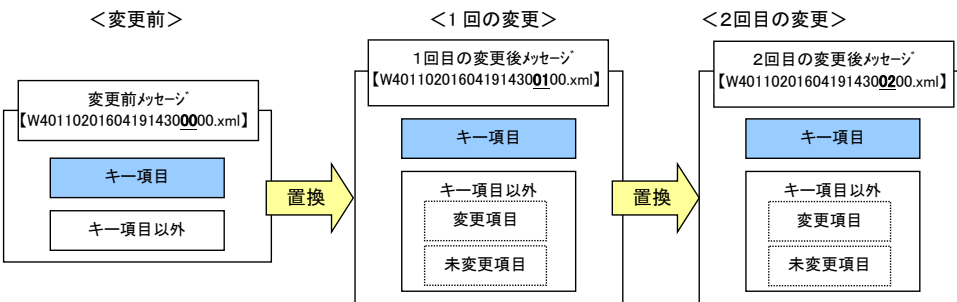 ＜変更前＞
＜1回の変更＞
＜2回目の変更＞
変更前ﾒｯｾｰｼﾞ
【W4011020160419143００00.xml】
キー項目
キー項目以外
置換
1回目の変更後ﾒｯｾｰｼﾞ
【W40110201604191430100.xml】
キー項目
キー項目以外
変更項目
未変更項目
置換
2回目の変更後ﾒｯｾｰｼﾞ
【W40110201604191430200.xml】
キー項目
キー項目以外
変更項目
未変更項目